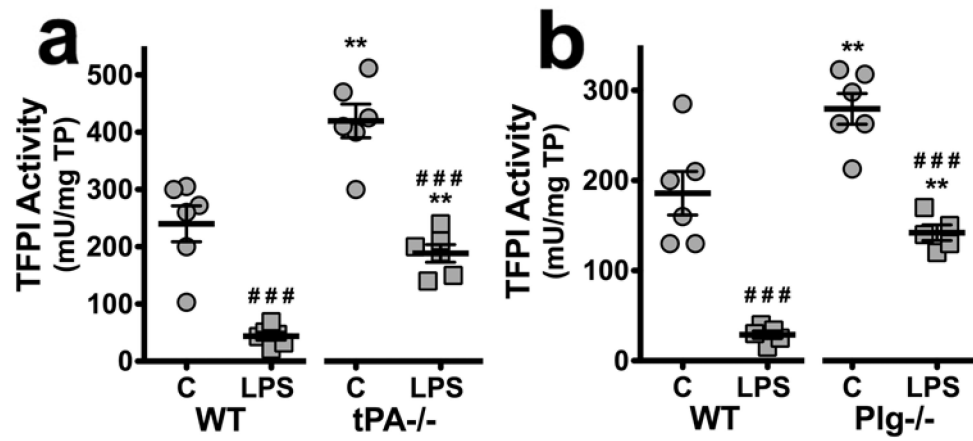 a
TFPI Activity
(mU/mg TP)
500
400
300
200
100
0
**
###
###
**
C
LPS
C
LPS
WT
tPA-/-
b
TFPI Activity
(mU/mg TP)
300
200
100
0
**
###
###
**
C
LPS
C
LPS
WT
Plg-/-